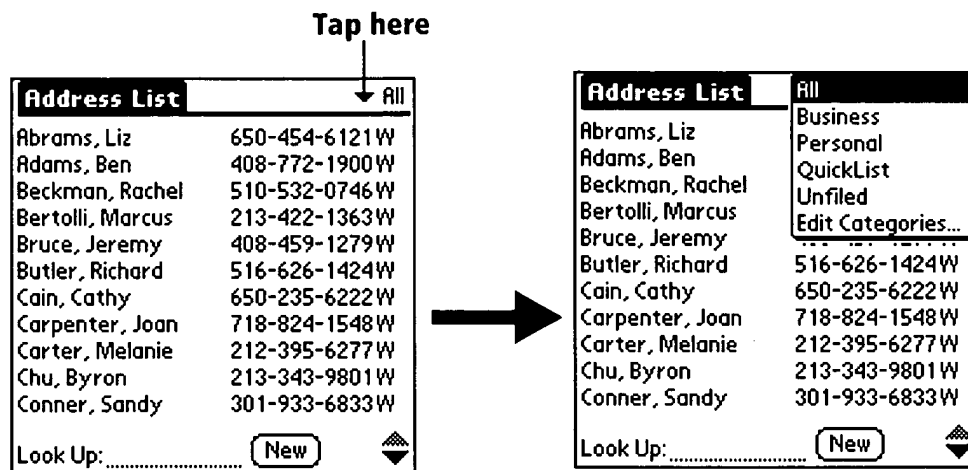 Tap here
Address List All
Abrams, Liz 650-454-6121W
Adams, Ben 408-772-1900W
Beckman, Rachel 510-532-0746W
Bertolli, Marcus 213-422-1363W
Bruce, Jeremy 408-459-1279W
Butler, Richard 516-626-1424W
Cain, Cathy 650-235-6222W
Carpenter, Joan 718-824-1548W
Carter, Melanie 212-395-6277W
Chu, Byron 213-343-9801W
Conner, Sandy 301-933-6833W
Look Up: New
Address List All
Business
Abrams, Liz
Personal
Adams, Ben
QuickList
Beckman, Rachel
Unfiled
Bertolli, Marcus
Edit Categories...
Bruce, Jeremy
Butler, Richard 516-626-1424W
Cain, Cathy 650-235-6222W
Carpenter, Joan 718-824-1548W
Carter, Melanie 212-395-6277W
Chu, Byron 213-343-9801W
Conner, Sandy 301-933-6833W
Look Up: New